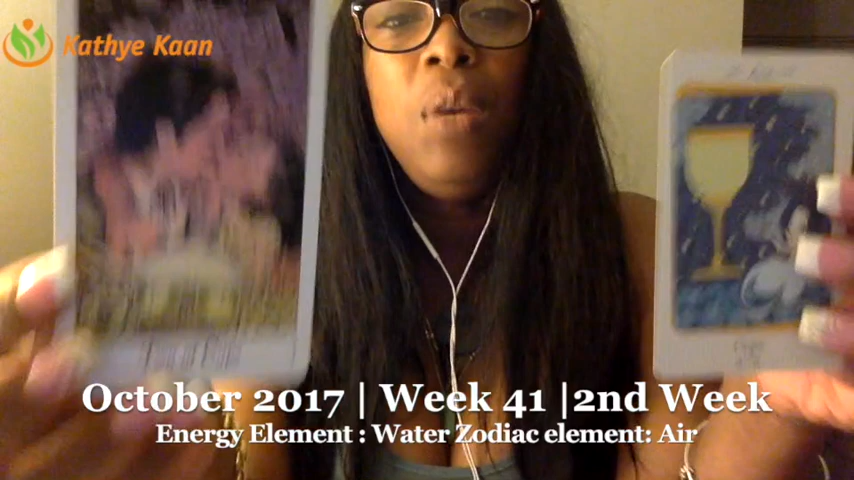 Kathye Kaan
October 2017 | Week 41 |2nd Week
Energy Element : Water Zodiac element: Air